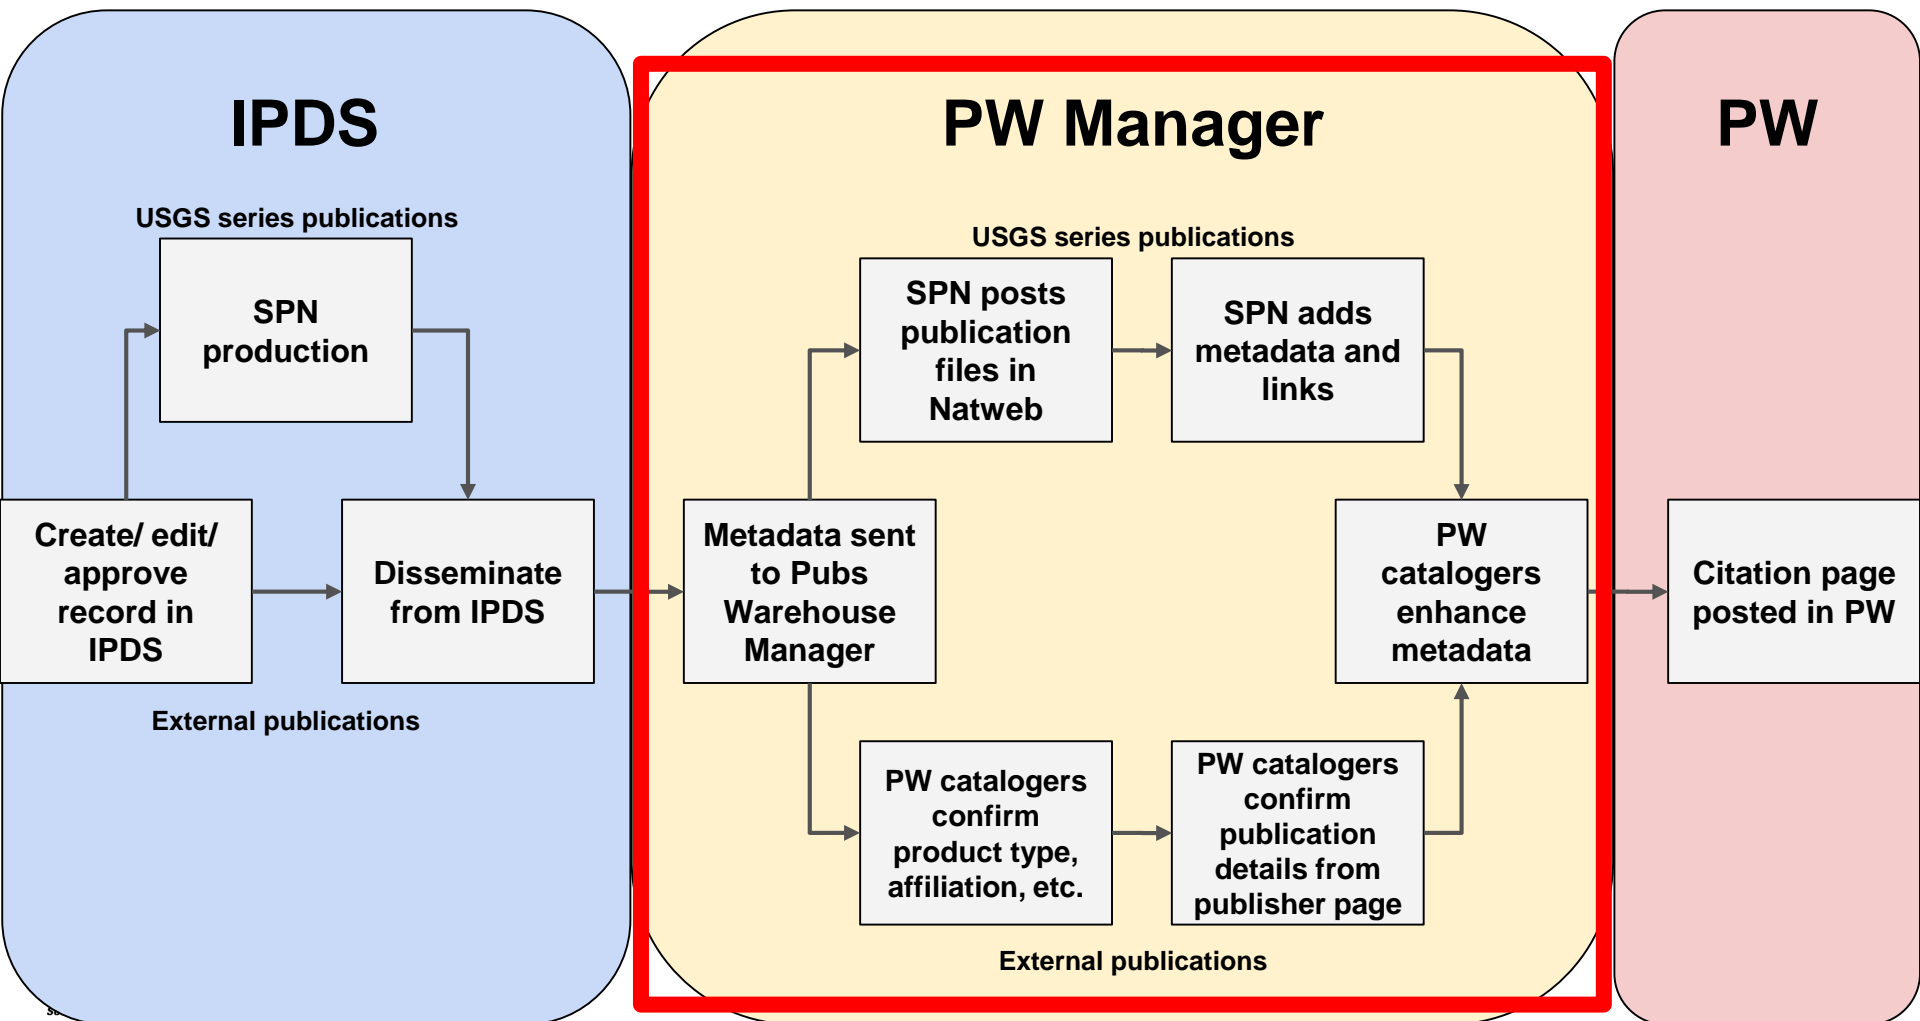 IPDS
USGS series publications
SPN
production
Create/ edit/
approve
record in
IPDS
Disseminate
from IPDS
External publications
PW Manager
USGS series publications
SPN posts
publication
files in
Natweb
SPN adds
metadata and
links
Metadata sent
to Pubs
Warehouse
Manager
PW
catalogers
enhance
metadata
PW catalogers
confirm
product type,
affiliation, etc.
PW catalogers
confirm
publication
details from
publisher page
External publications
PW
Citation page
posted in PW